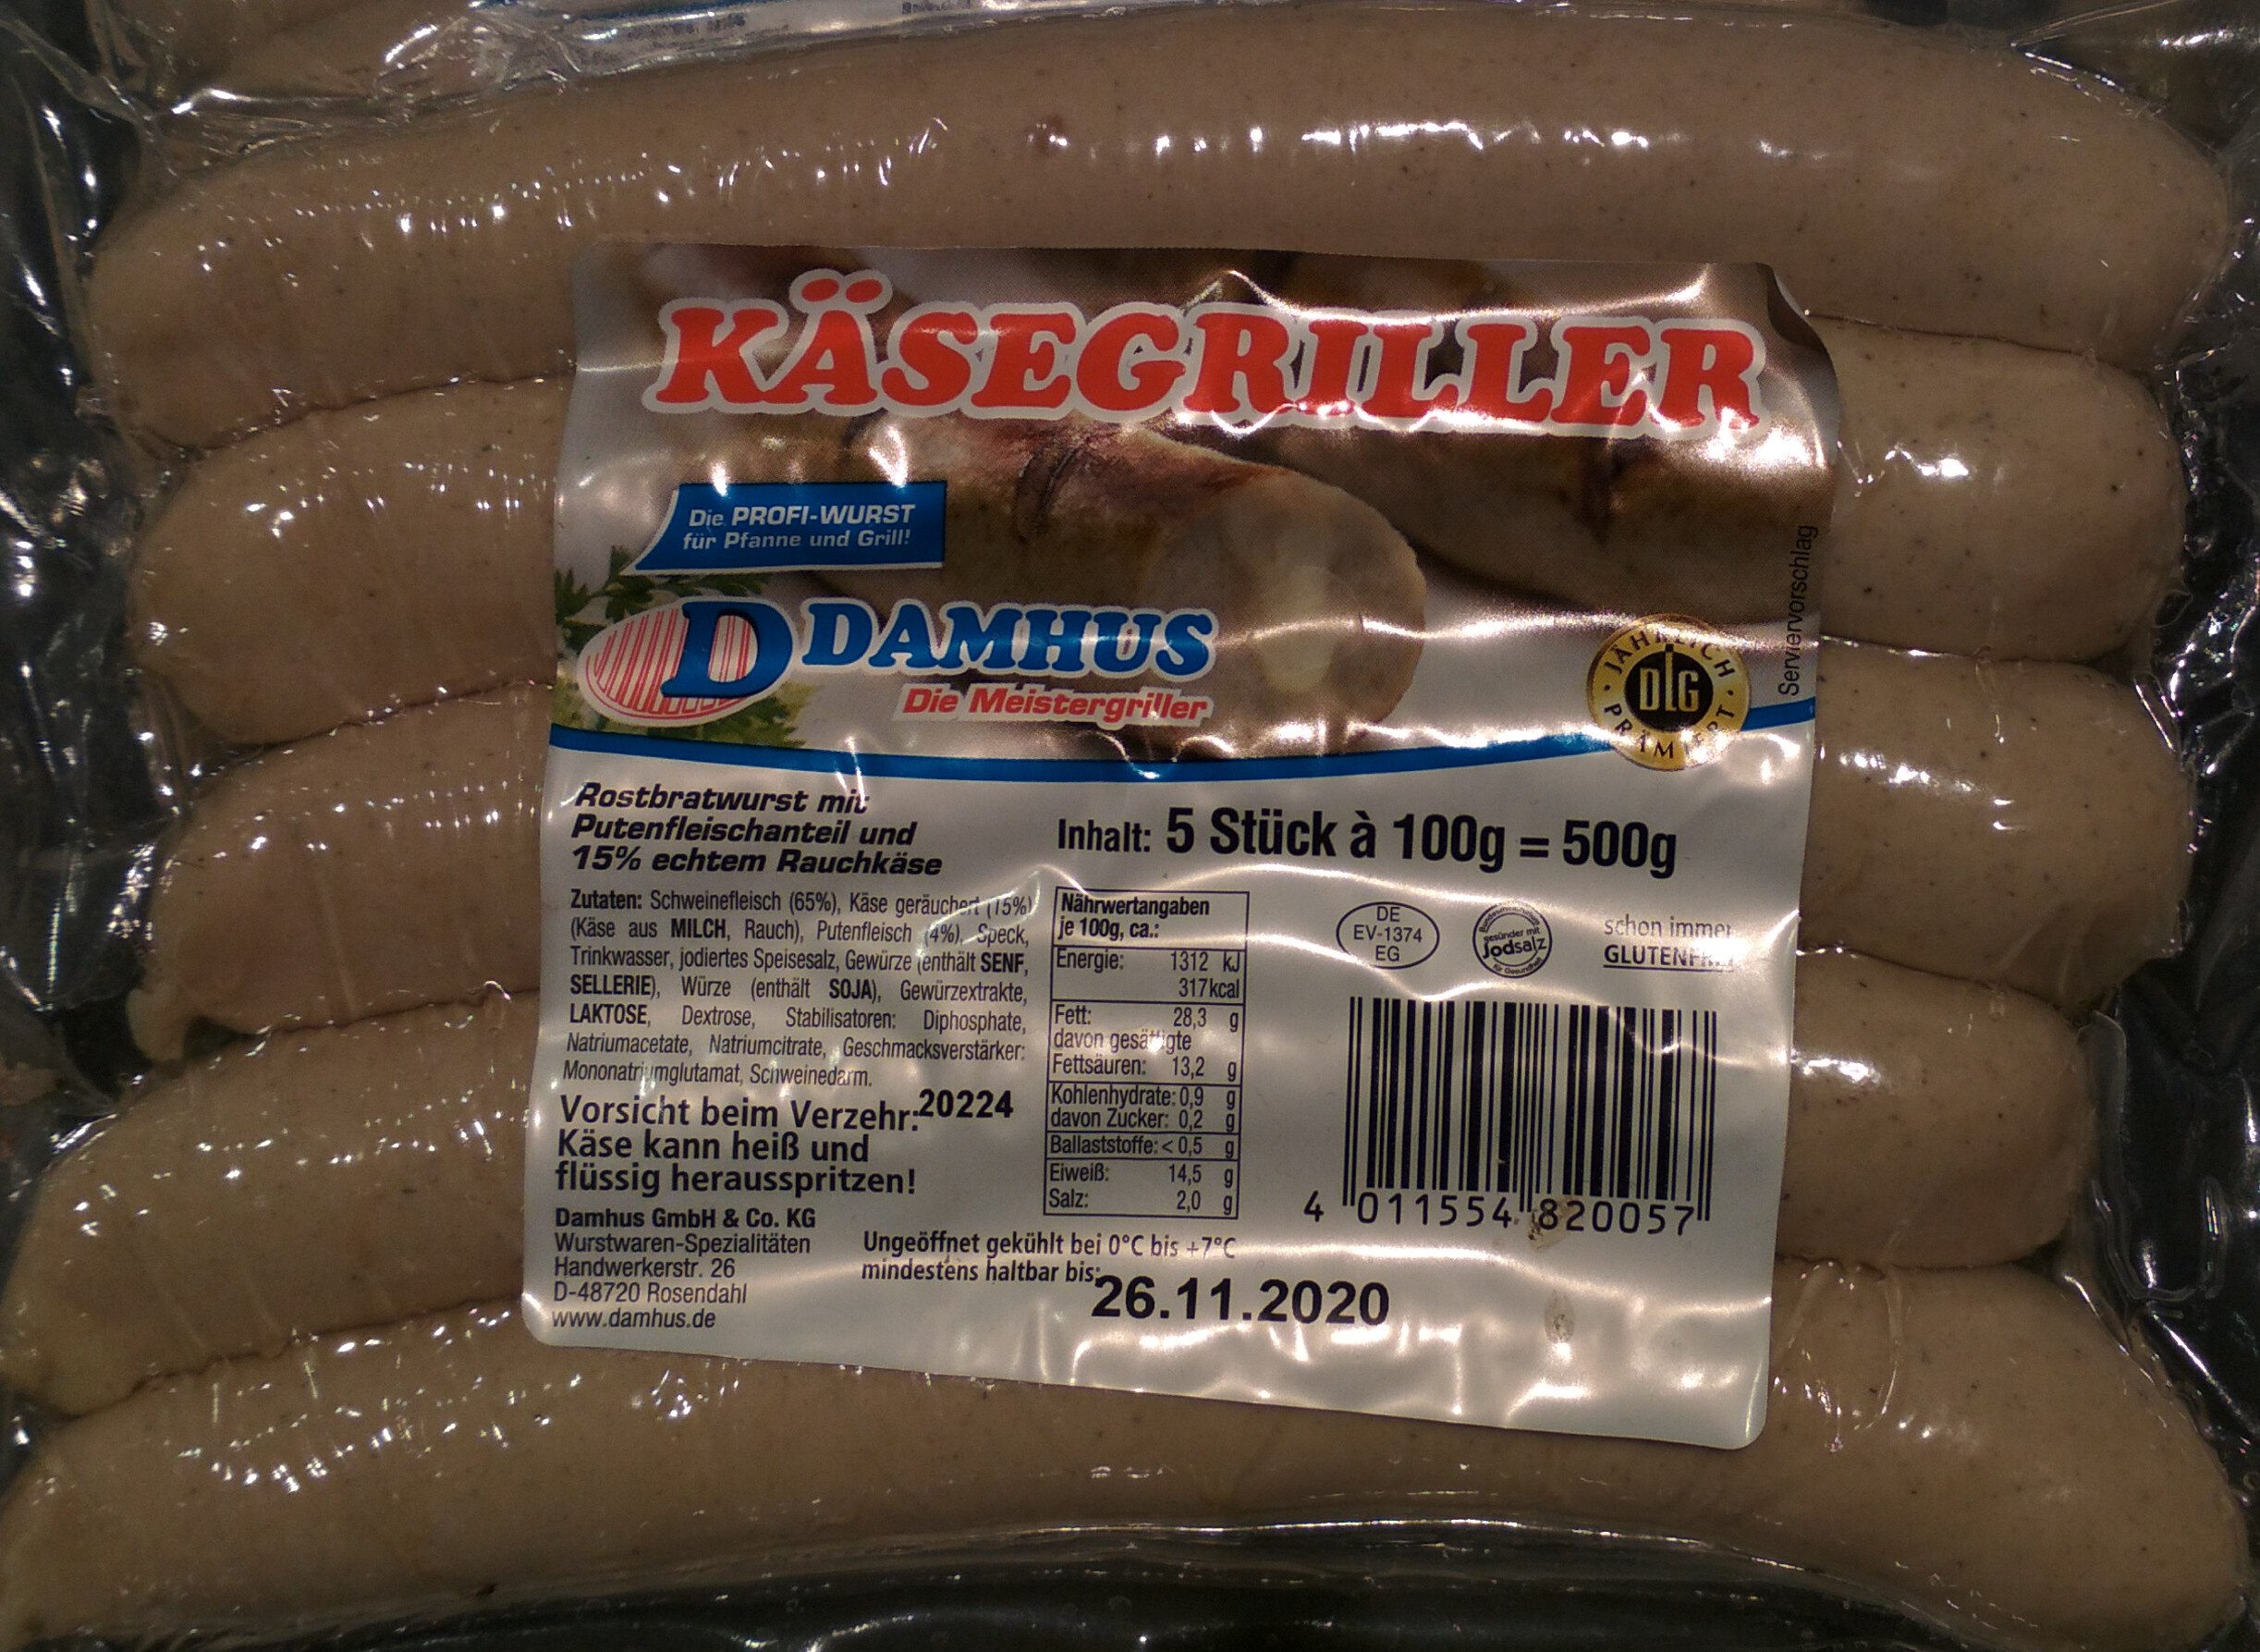 KÄSEGRILLER
Die PROFI-WURST
für Pfanne und Grill!
D DAMHUS
Die Meistergriller
JÄHRLICH
DLG
PRÄMIERT
Serviervorschlag
Rostbratwurst mit
Putenfleischanteil und
15% echtem Rauchkäse
Inhalt: 5 Stück à 100g = 500g
Zutaten: Schweinefleisch (65%), Käse geräuchert (15%)
(Käse aus MILCH, Rauch), Putenfleisch (4%), Speck,
Trinkwasser, jodiertes Speisesalz, Gewürze (enthält SENF,
SELLERIE), Würze (enthält SOJA), Gewürzextrakte,
LAKTOSE, Dextrose, Stabilisatoren: Diphosphate,
Natriumacetate, Natriumcitrate, Geschmacksverstärker:
Mononatriumglutamat, Schweinedarm.
20224
Vorsicht beim Verzehr:
Käse kann heiß und
flüssig herausspritzen!
Damhus GmbH & Co. KG
Wurstwaren-Spezialitäten
Handwerkerstr. 26
D-48720 Rosendahl
www.damhus.de
Nährwertangaben
je 100g, ca.:
Energie: 1312 kJ
317kcal
Fett: 28,3 g
davon gesättigte
Fettsäuren: 13,2 g
Kohlenhydrate: 0,9 g
davon Zucker: 0,2 g
Ballaststoffe: < 0,5 g
Eiweiß: 14,5 g
Salz: 2,0 g
Ungeöffnet gekühlt bei 0°C bis +7°C
mindestens haltbar bis:
26.11.2020
DE
EV-1374
EG
gesünder mit
Jodsalz
schon immer
GLUTENFREI
4 011554 820057